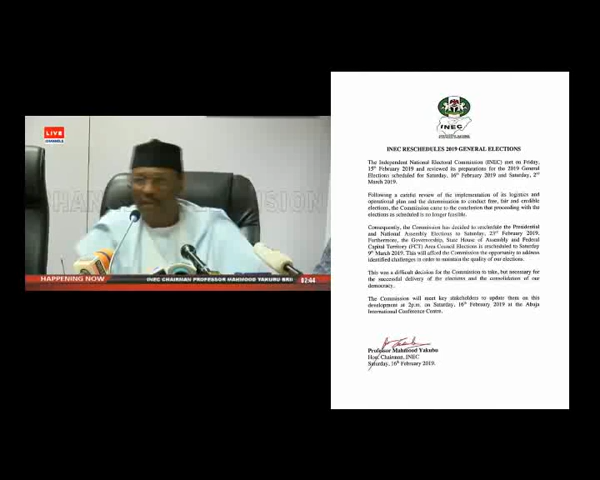 LIVE
CHANNELS
HAPPENING NOW
INEC CHAIRMAN PROFESSOR MAHMOOD YAKUBU BRI
02:44
INEC
INEC RESCHEDULES 2019 GENERAL ELECTIONS
The Independent National Electoral Commission (INEC) met on Friday,
15th February 2019 and reviewed its preparations for the 2019 General
Elections scheduled for Saturday, 16th February 2019 and Saturday, 2nd
March 2019.
Following a careful review of the implementation of its logistics and
operational plan and the determination to conduct free, fair and credible
elections, the Commission came to the conclusion that proceeding with the
elections as scheduled is no longer feasible.
Consequently, the Commission has decided to reschedule the Presidential
and National Assembly Elections to Saturday, 23rd February 2019.
Furthermore, the Governorship, State House of Assembly and Federal
Capital Territory (FCT) Area Council Elections is rescheduled to Saturday
9th March 2019. This will afford the Commission the opportunity to address
identified challenges in order to maintain the quality of our elections.
This was a difficult decision for the Commission to take, but necessary for
the successful delivery of the elections and the consolidation of our
democracy.
The Commission will meet key stakeholders to update them on this
development at 2p.m. on Saturday, 16th February 2019 at the Abuja
International Conference Centre.
Professor Mahmood Yakubu
Hon. Chairman, INEC
Saturday, 16th February 2019.